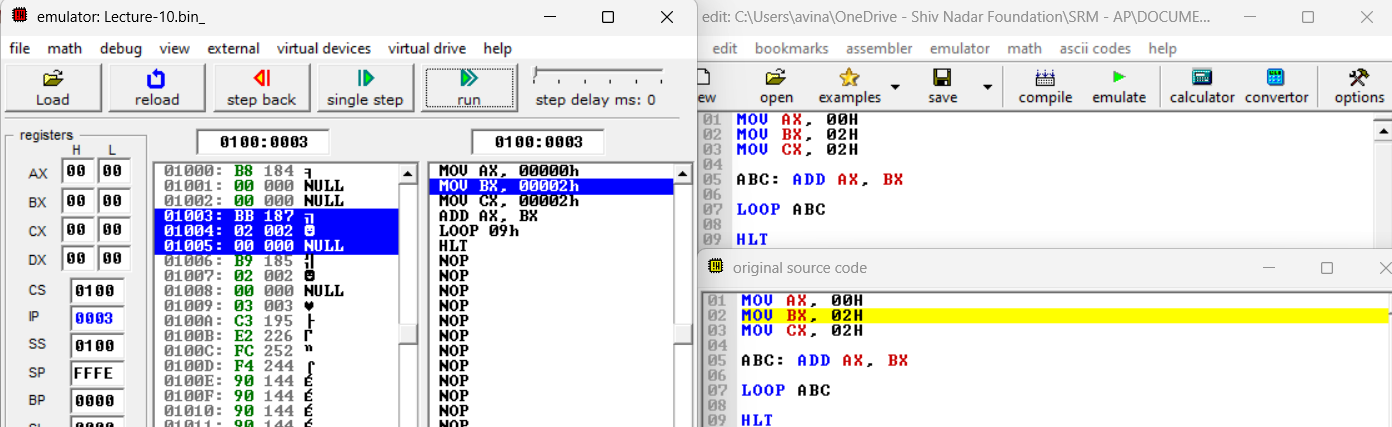 emulator: Lecture-10.bin_
file math debug view external virtual devices virtual drive help
Load reload step back single step run step delay ms: 0
registers
H L
0100:0003
0100:0003
AX 00 00
BX 00 00
CX 00 00
DX 00 00
CS 0100
IP 0003
SS 0100
SP FFFE
BP 0000
01000: B8 184 ╕
01001: 00 000 NULL
01002: 00 000 NULL
01003: BB 187 ╗
01004: 02 002 ☻
01005: 00 000 NULL
01006: B9 185 ╣
01007: 02 002 ☻
01008: 00 000 NULL
01009: 03 003 ♥
0100A: C3 195 ├
0100B: E2 226 Γ
0100C: FC 252 ⁿ
0100D: F4 244 ⌠
0100E: 90 144 É
0100F: 90 144 É
01010: 90 144 É
01011: 90 144 É
MOV AX, 00000h
MOV BX, 00002h
MOV CX, 00002h
ADD AX, BX
LOOP 09h
HLT
NOP
NOP
NOP
NOP
NOP
NOP
NOP
NOP
NOP
NOP
NOP
NOP
edit: C:\Users\avina\OneDrive - Shiv Nadar Foundation\SRM - AP\DOCUME...
edit bookmarks assembler emulator math ascii codes help
ew open examples save compile emulate calculator convertor options
01 MOV AX, 00H
02 MOV BX, 02H
03 MOV CX, 02H
04
05 ABC: ADD AX, BX
06
07 LOOP ABC
08
09 HLT
original source code
01 MOV AX, 00H
02 MOV BX, 02H
03 MOV CX, 02H
04
05 ABC: ADD AX, BX
06
07 LOOP ABC
08
09 HLT